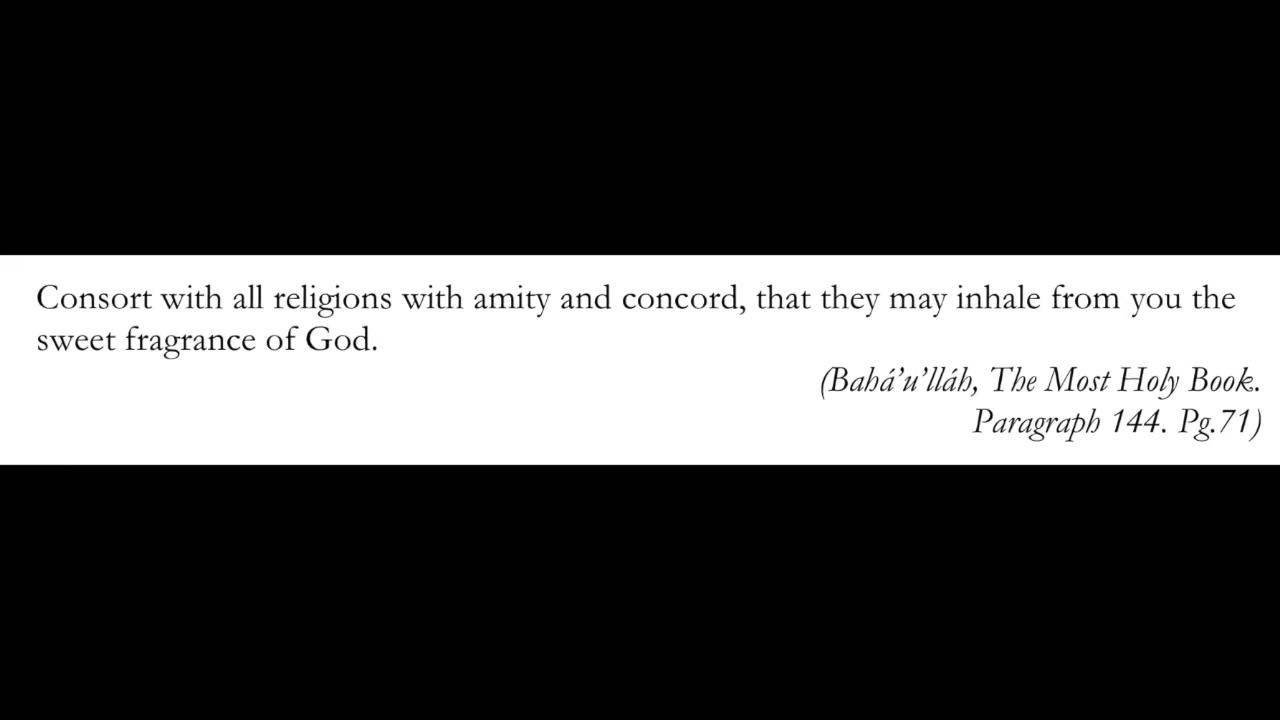 Consort with all religions with amity and concord, that they may inhale from you the
sweet fragrance of God.
(Bahá’u’lláh, The Most Holy Book.
Paragraph 144. Pg.71)